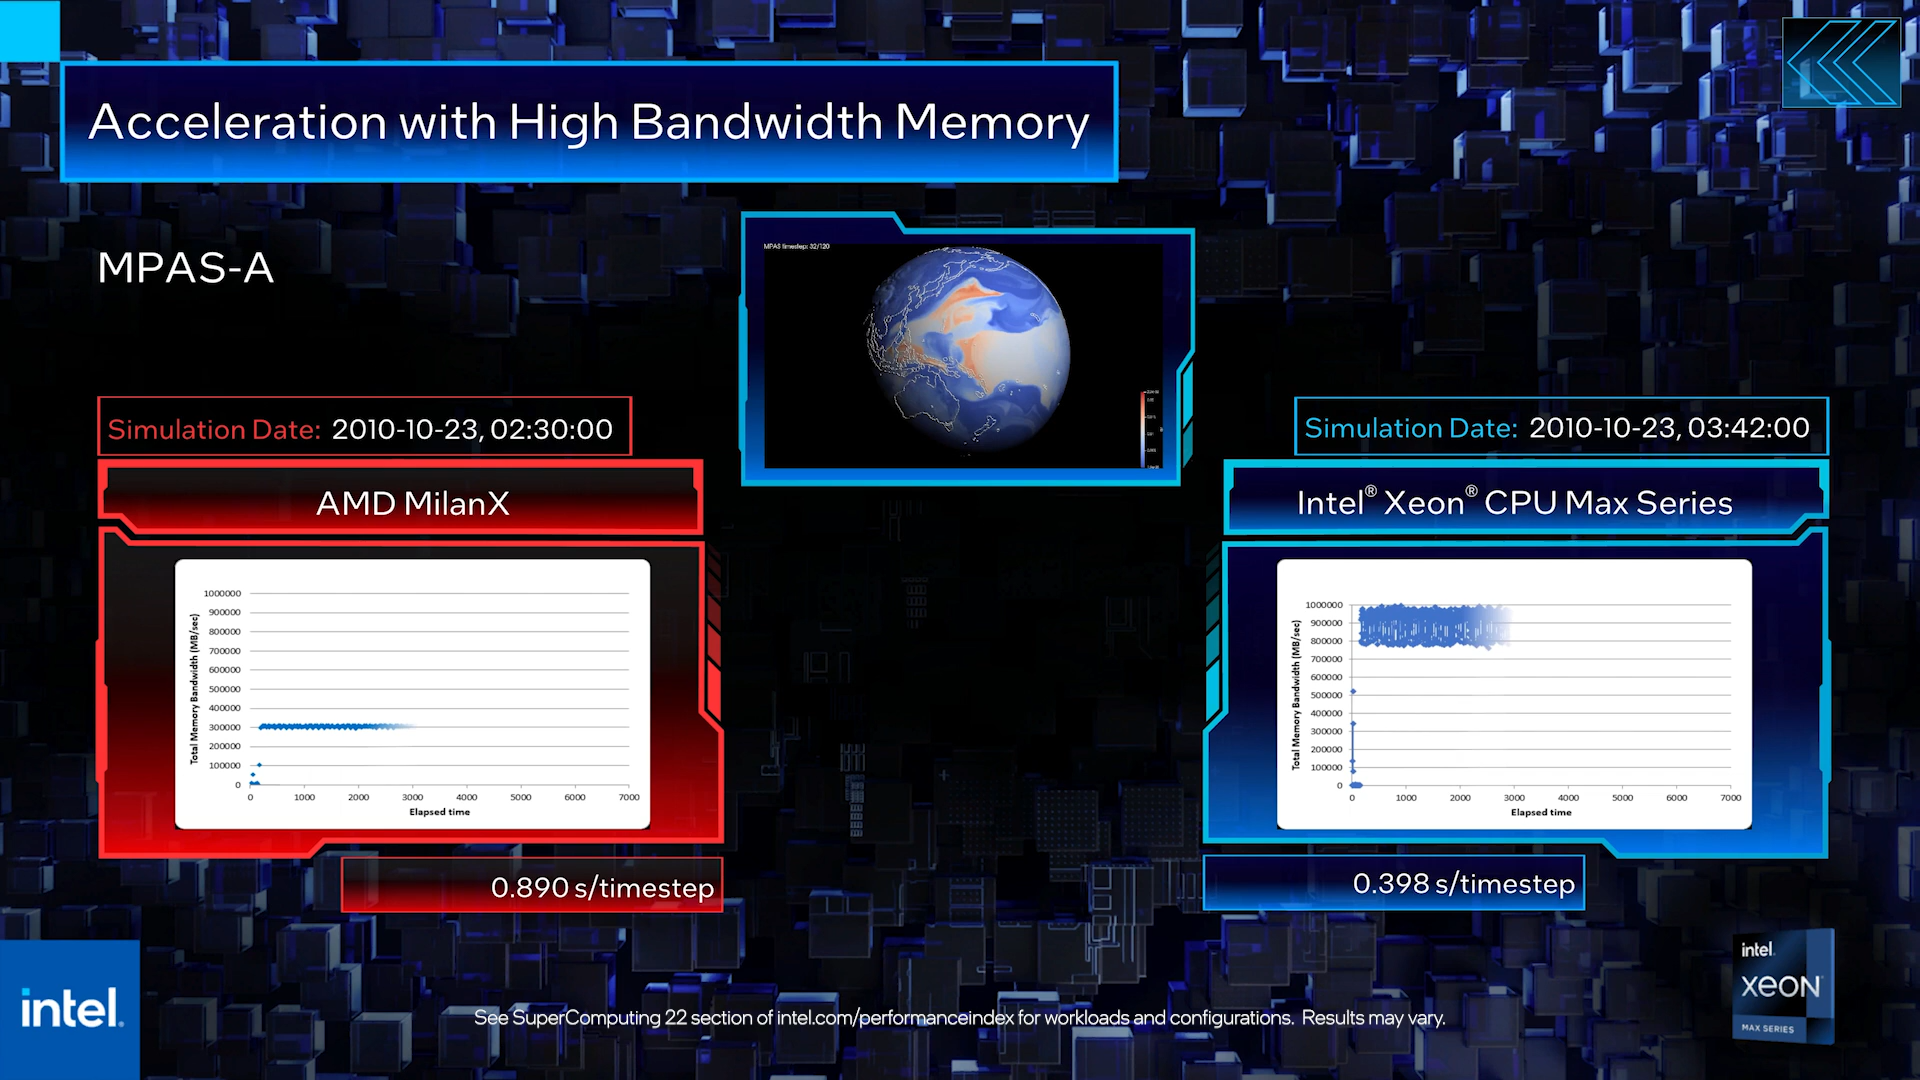 Acceleration with High Bandwidth Memory
MPAS-A
MPAS timestep: 32/120
Simulation Date: 2010-10-23, 02:30:00
AMD MilanX
Total Memory Bandwidth (MB/sec)
1000000
900000
800000
700000
600000
500000
400000
300000
200000
100000
0
0 1000 2000 3000 4000 5000 6000 7000
Elapsed time
0.890 s/timestep
Simulation Date: 2010-10-23, 03:42:00
Intel® Xeon® CPU Max Series
Total Memory Bandwidth (MB/sec)
1000000
900000
800000
700000
600000
500000
400000
300000
200000
100000
0
0 1000 2000 3000 4000 5000 6000 7000
Elapsed time
0.398 s/timestep
intel.
See SuperComputing 22 section of intel.com/performanceindex for workloads and configurations. Results may vary.
intel.
XEON
MAX SERIES